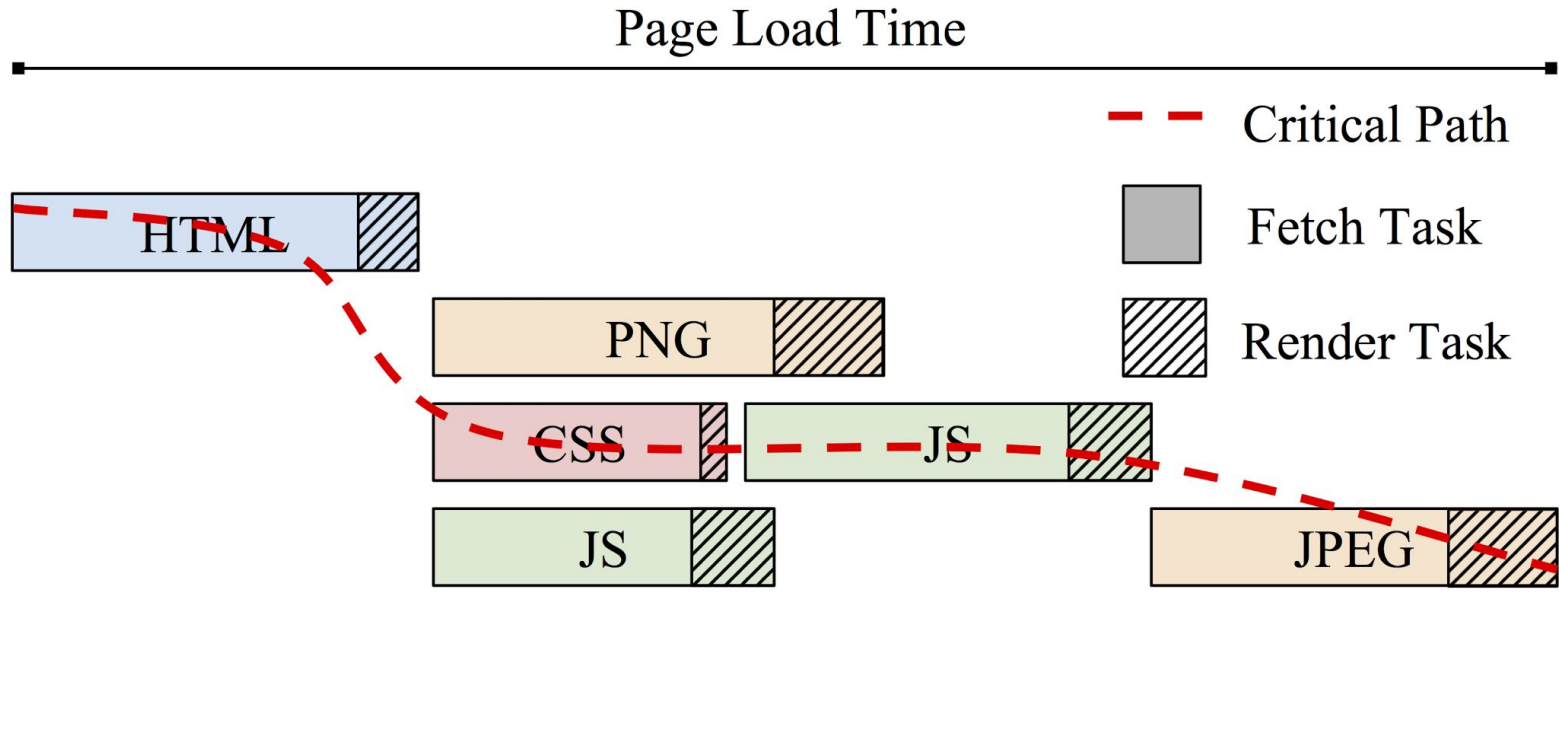 Page Load Time
Critical Path
HTML
Fetch Task
PNG
Render Task
CSS
JS
JS
JPEG